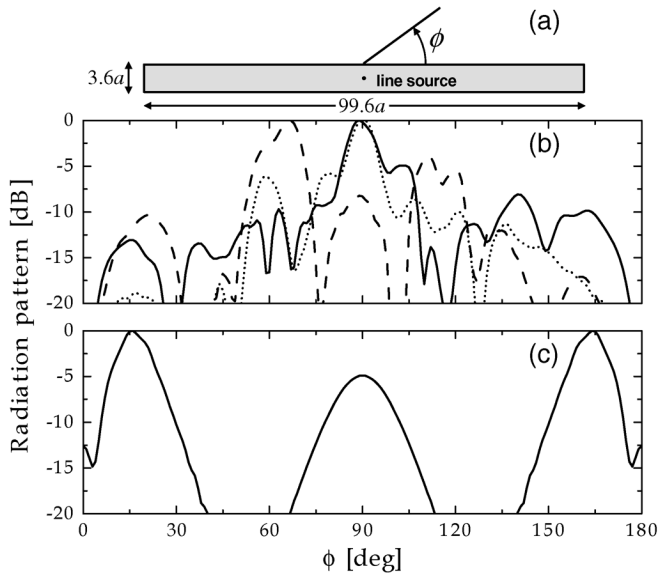 (a)
ϕ
3.6a
line source
99.6a
Radiation pattern [dB]
0
-5
-10
-15
-20
(b)
0
-5
-10
-15
-20
(c)
0 30 60 90 120 150 180
ϕ [deg]